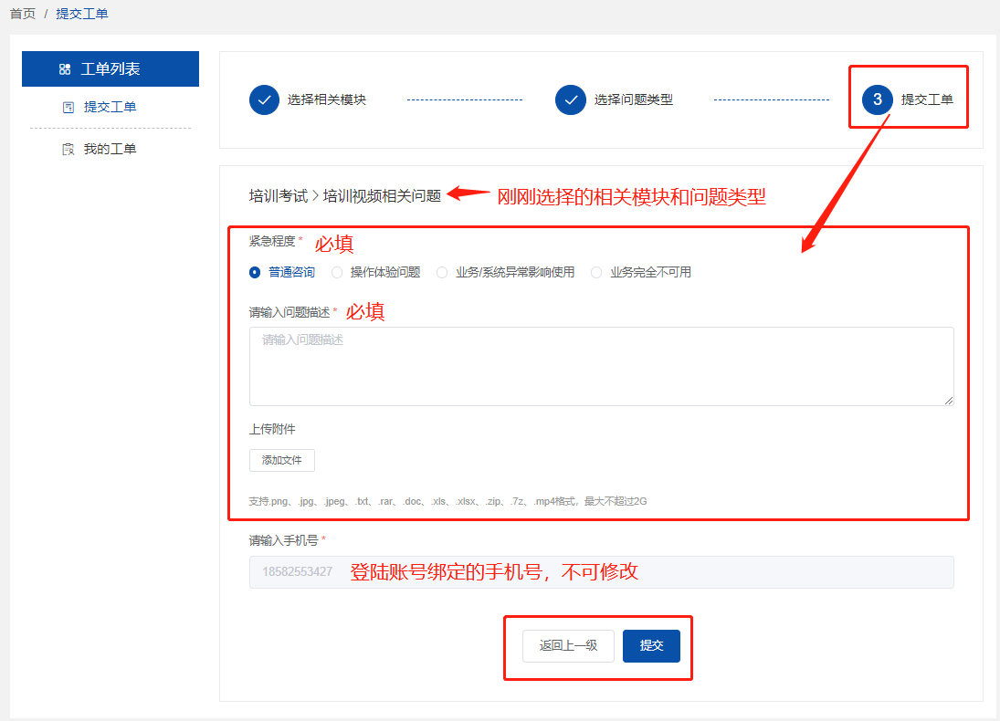 首页 / 提交工单
工单列表
提交工单
我的工单
选择相关模块
选择问题类型
3 提交工单
培训考试 > 培训视频相关问题 刚刚选择的相关模块和问题类型
紧急程度 * 必填
普通咨询 操作体验问题 业务/系统异常影响使用 业务完全不可用
请输入问题描述 * 必填
请输入问题描述
上传附件
添加文件
支持.png、.jpg、.jpeg、.txt、.rar、.doc、.xls、.xlsx、.zip、.7z、.mp4格式，最大不超过2G
请输入手机号 *
18582553427 登陆账号绑定的手机号，不可修改
返回上一级 提交